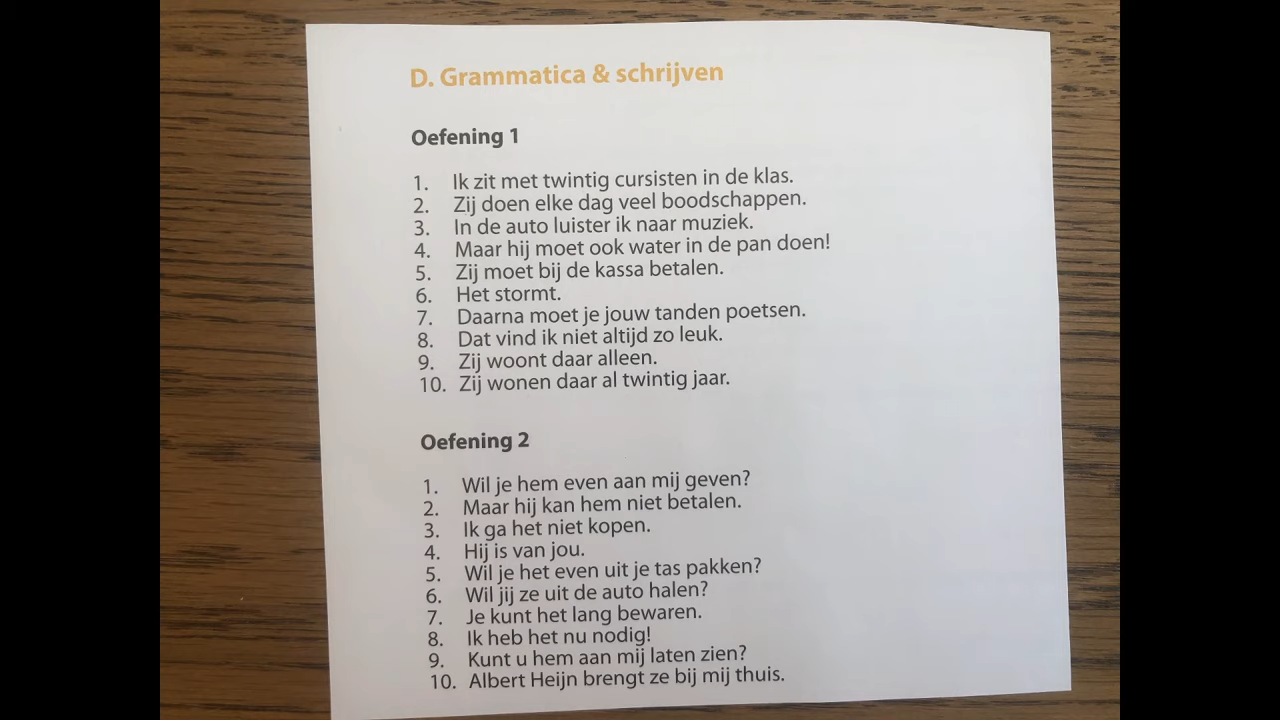 D. Grammatica & schrijven
Oefening 1
1. Ik zit met twintig cursisten in de klas.
2. Zij doen elke dag veel boodschappen.
3. In de auto luister ik naar muziek.
4. Maar hij moet ook water in de pan doen!
5. Zij moet bij de kassa betalen.
6. Het stormt.
7. Daarna moet je jouw tanden poetsen.
8. Dat vind ik niet altijd zo leuk.
9. Zij woont daar alleen.
10. Zij wonen daar al twintig jaar.
Oefening 2
1. Wil je hem even aan mij geven?
2. Maar hij kan hem niet betalen.
3. Ik ga het niet kopen.
4. Hij is van jou.
5. Wil je het even uit je tas pakken?
6. Wil jij ze uit de auto halen?
7. Je kunt het lang bewaren.
8. Ik heb het nu nodig!
9. Kunt u hem aan mij laten zien?
10. Albert Heijn brengt ze bij mij thuis.